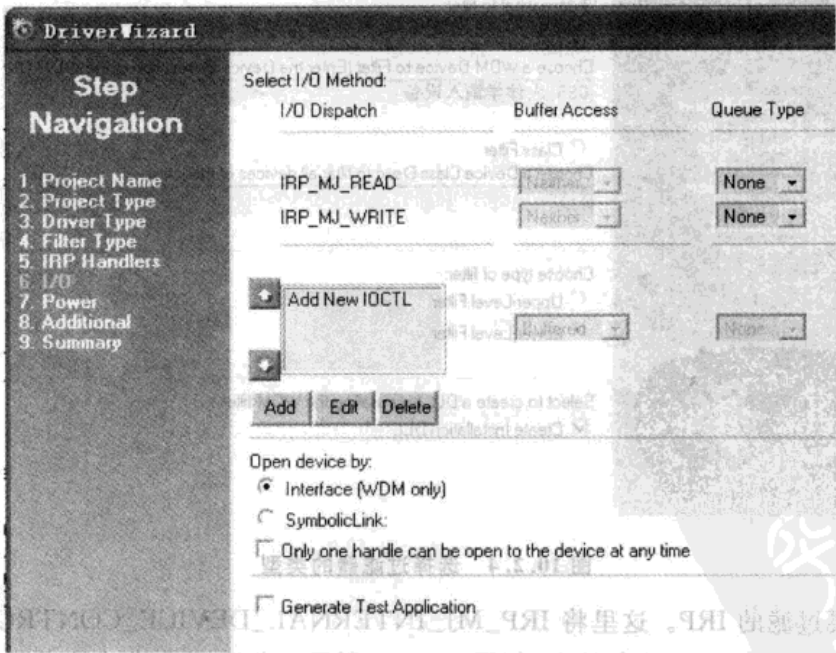 DriverWizard
Step
Navigation
1. Project Name
2. Project Type
3. Driver Type
4. Filter Type
5. IRP Handlers
6. I/O
7. Power
8. Additional
9. Summary
Select I/O Method:
I/O Dispatch Buffer Access Queue Type
IRP_MJ_READ None
IRP_MJ_WRITE None
Add New IOCTL
Add Edit Delete
Open device by:
Interface (WDM only)
SymbolicLink:
Only one handle can be open to the device at any time
Generate Test Application